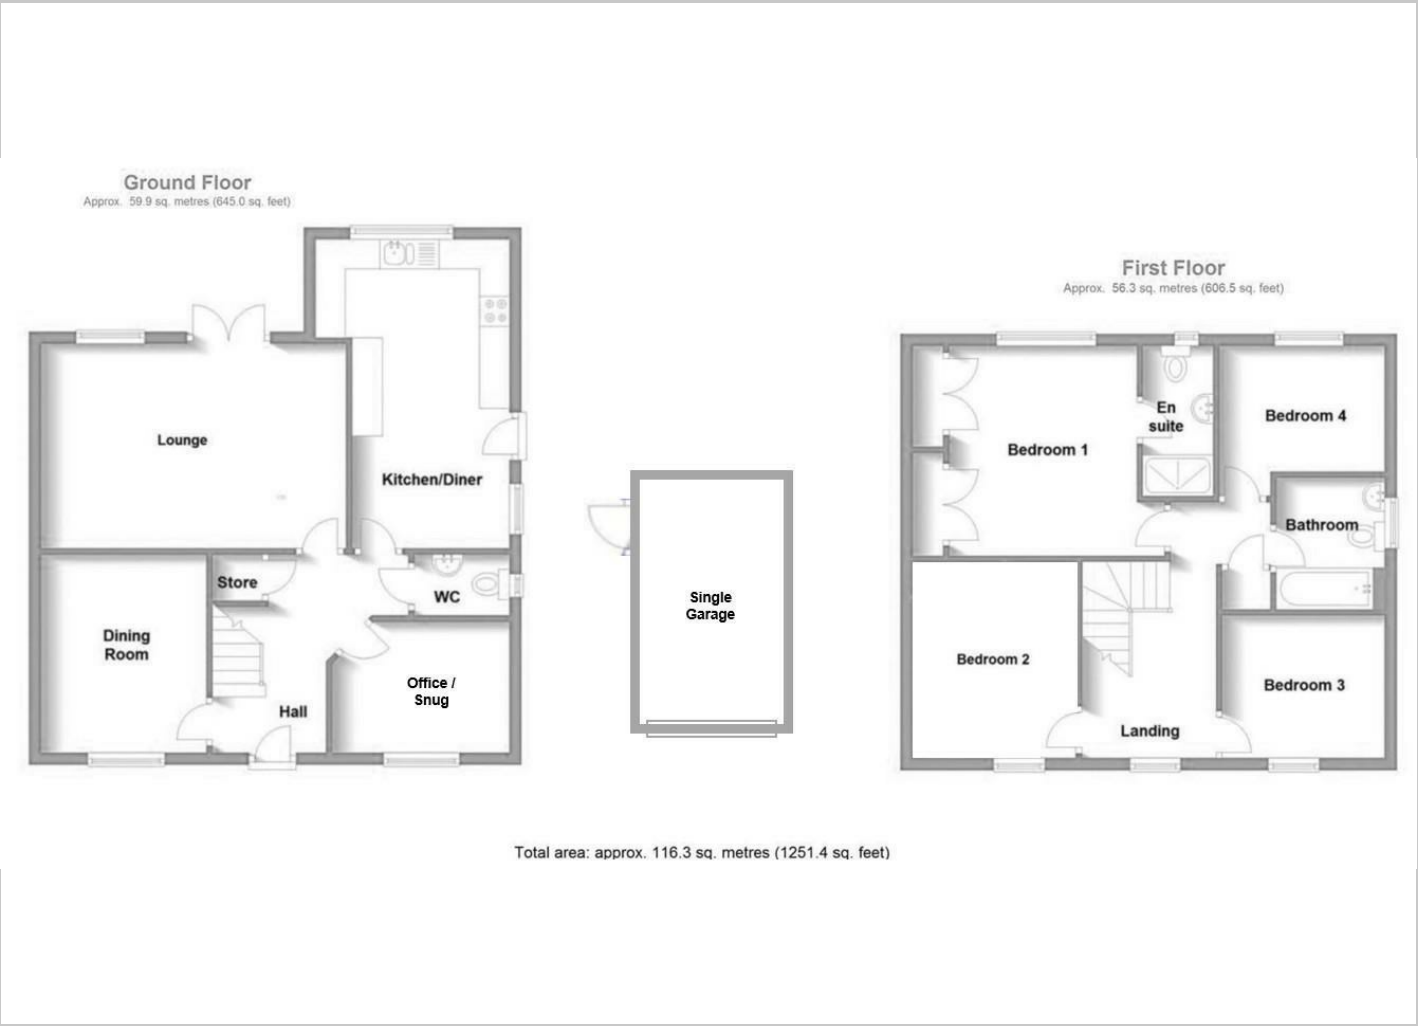 Ground Floor
Approx. 59.9 sq. metres (645.0 sq. feet)
Lounge
Kitchen/Diner
Store
WC
Dining
Room
Office /
Snug
Hall
Single
Garage
First Floor
Approx. 56.3 sq. metres (606.5 sq. feet)
Bedroom 1
En
suite
Bedroom 4
Bathroom
Bedroom 2
Bedroom 3
Landing
Total area: approx. 116.3 sq. metres (1251.4 sq. feet)